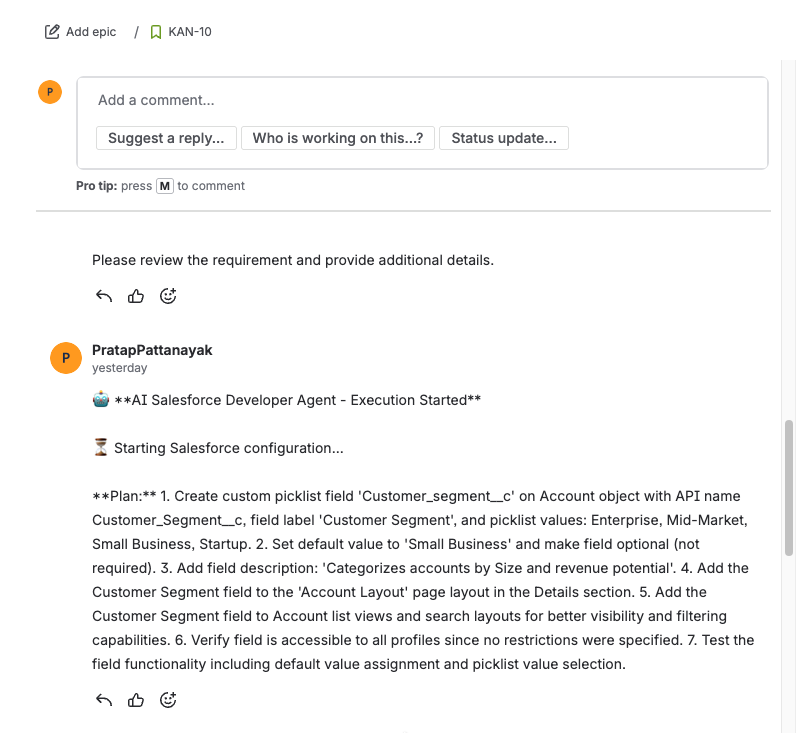 Add epic / KAN-10
P
Add a comment...
Suggest a reply... Who is working on this...? Status update...
Pro tip: press M to comment
Please review the requirement and provide additional details.
P
PratapPattanayak
yesterday
🤖 **AI Salesforce Developer Agent - Execution Started**
⏳ Starting Salesforce configuration...
**Plan:** 1. Create custom picklist field 'Customer_segment__c' on Account object with API name
Customer_Segment__c, field label 'Customer Segment', and picklist values: Enterprise, Mid-Market,
Small Business, Startup. 2. Set default value to 'Small Business' and make field optional (not
required). 3. Add field description: 'Categorizes accounts by Size and revenue potential'. 4. Add the
Customer Segment field to the 'Account Layout' page layout in the Details section. 5. Add the
Customer Segment field to Account list views and search layouts for better visibility and filtering
capabilities. 6. Verify field is accessible to all profiles since no restrictions were specified. 7. Test the
field functionality including default value assignment and picklist value selection.